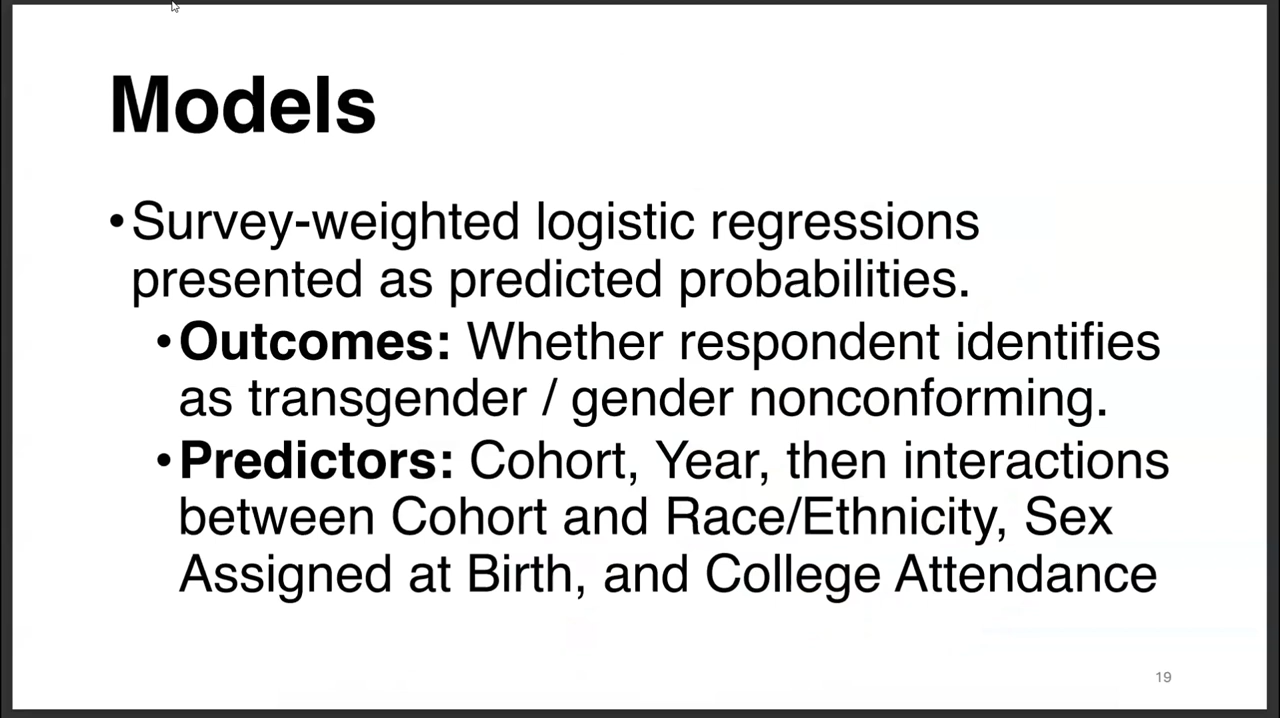 Models
•Survey-weighted logistic regressions
presented as predicted probabilities.
•Outcomes: Whether respondent identifies
as transgender / gender nonconforming.
•Predictors: Cohort, Year, then interactions
between Cohort and Race/Ethnicity, Sex
Assigned at Birth, and College Attendance
19